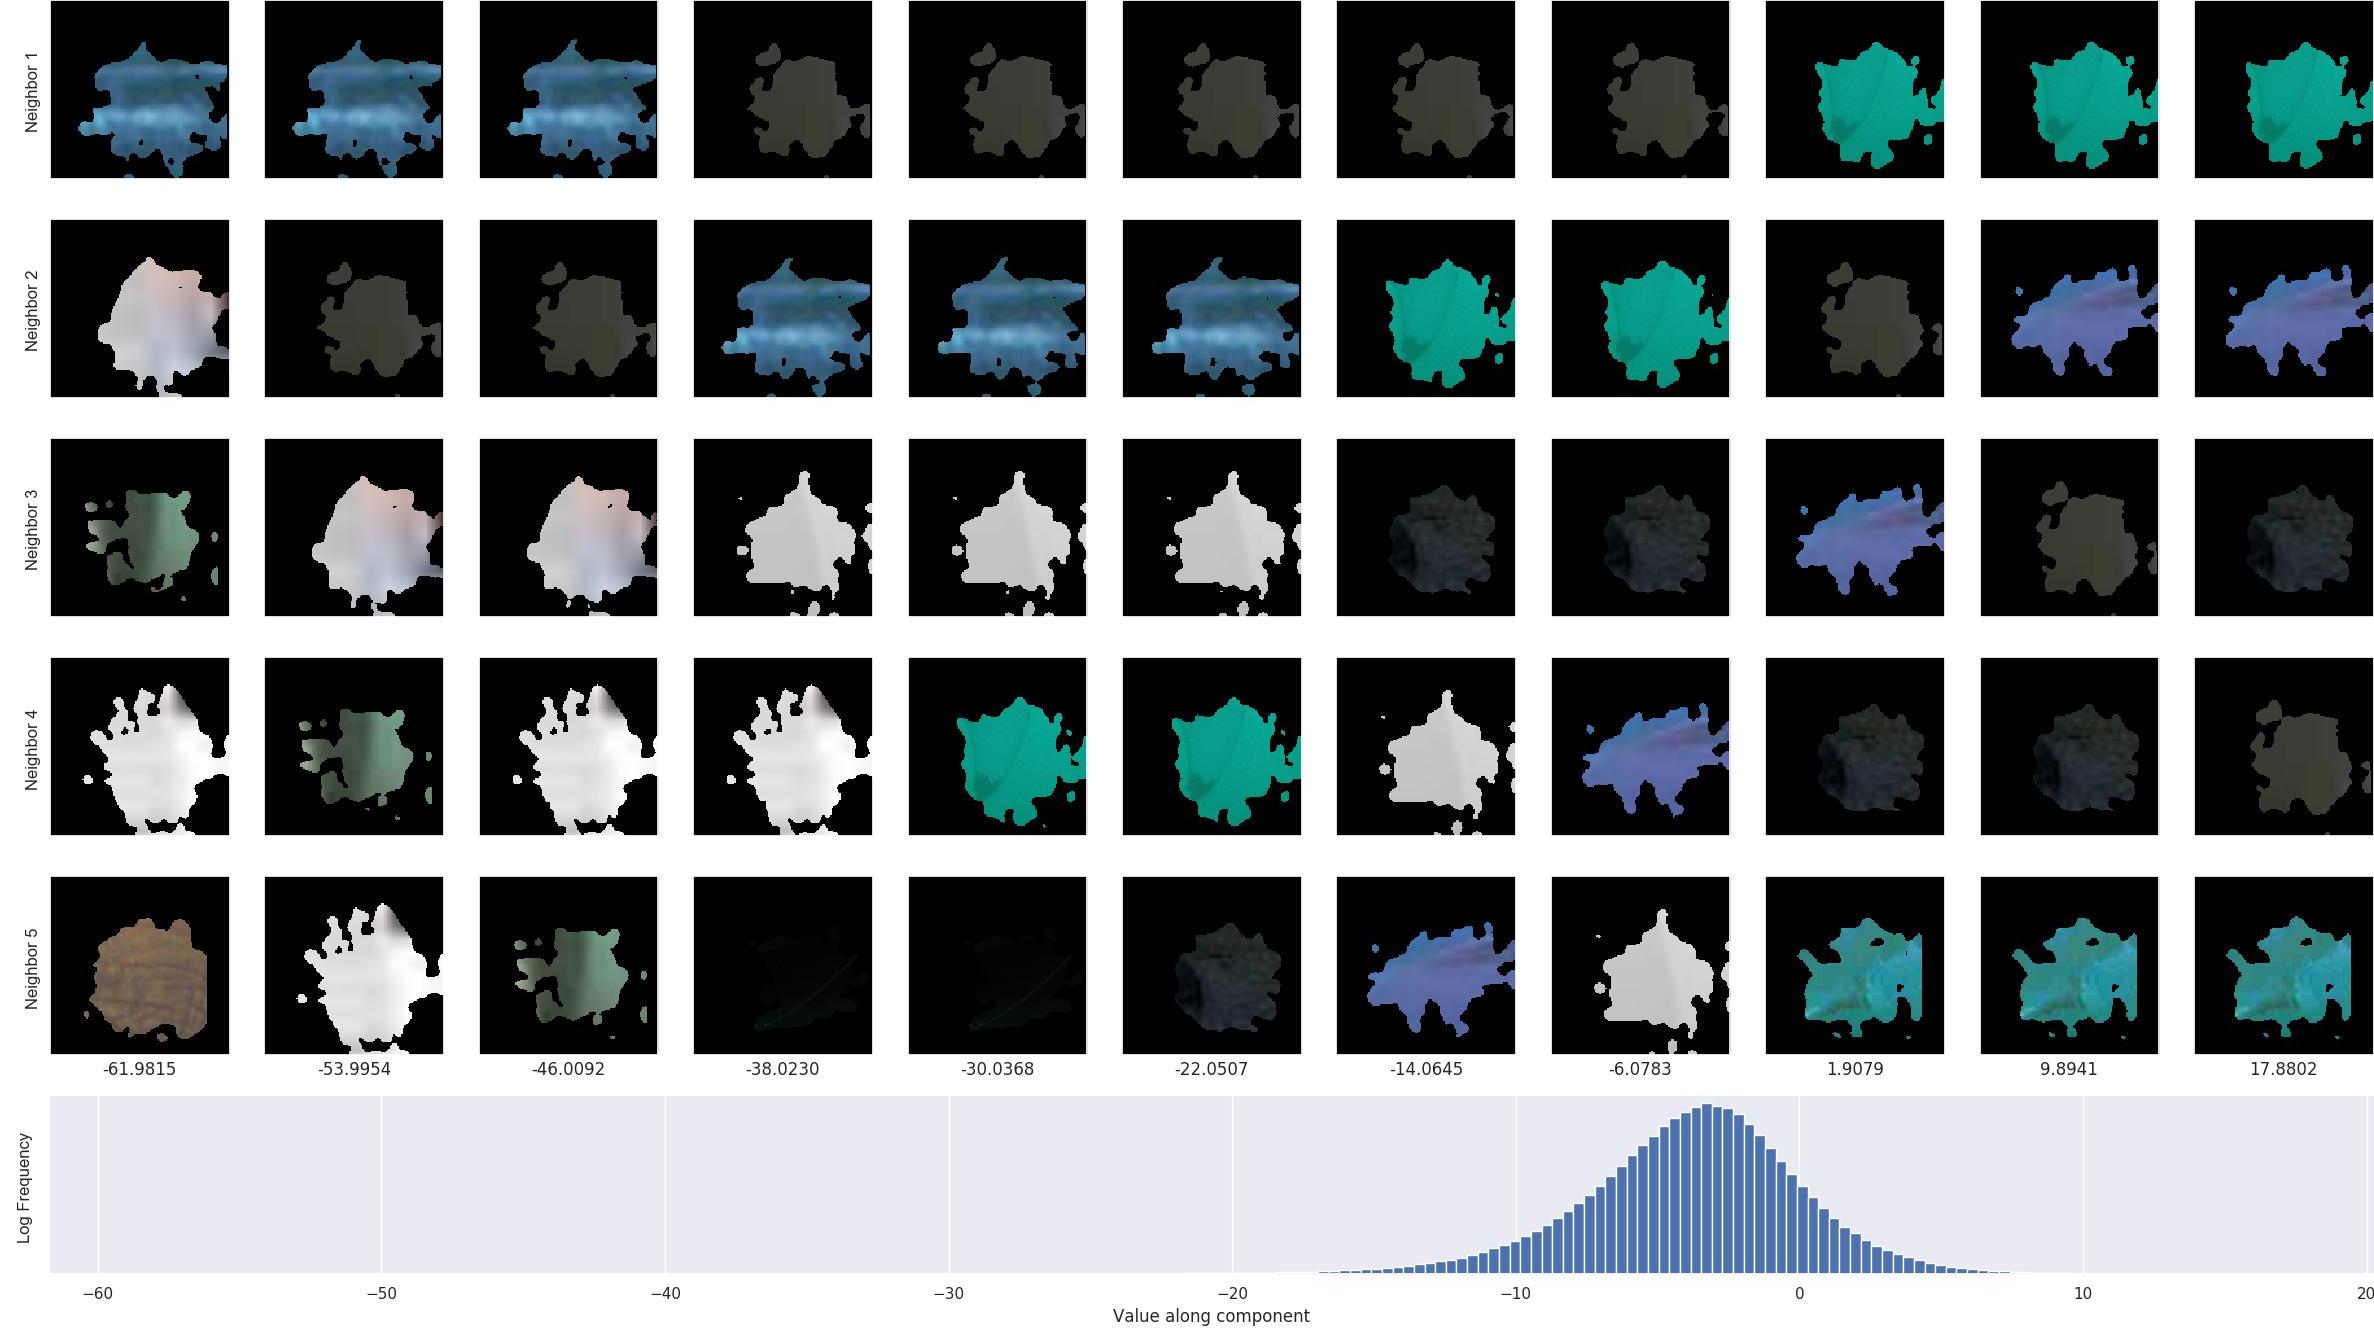 Neighbor 1
Neighbor 2
Neighbor 3
Neighbor 4
Neighbor 5
-61.9815 -53.9954 -46.0092 -38.0230 -30.0368 -22.0507 -14.0645 -6.0783 1.9079 9.8941 17.8802
Log Frequency
−60 −50 −40 −30 −20 −10 0 10 20
Value along component